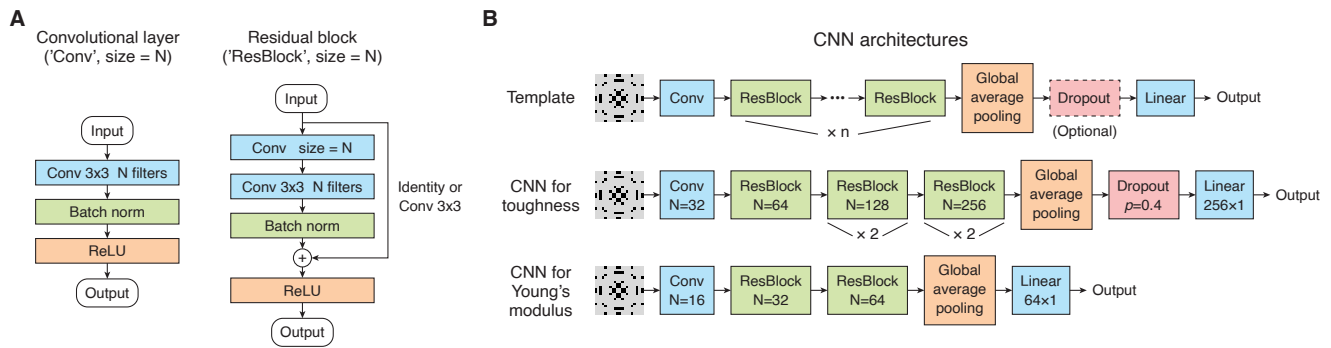 A
Convolutional layer
('Conv', size = N)
Input
Conv 3x3 N filters
Batch norm
ReLU
Output
Residual block
('ResBlock', size = N)
Input
Conv size = N
Conv 3x3 N filters
Batch norm
+
ReLU
Output
Identity or
Conv 3x3
B
CNN architectures
Template
Conv
ResBlock
···
ResBlock
× n
Global
average
pooling
Dropout
(Optional)
Linear
Output
CNN for
toughness
Conv
N=32
ResBlock
N=64
ResBlock
N=128
× 2
ResBlock
N=256
× 2
Global
average
pooling
Dropout
p=0.4
Linear
256×1
Output
CNN for
Young's
modulus
Conv
N=16
ResBlock
N=32
ResBlock
N=64
Global
average
pooling
Linear
64×1
Output